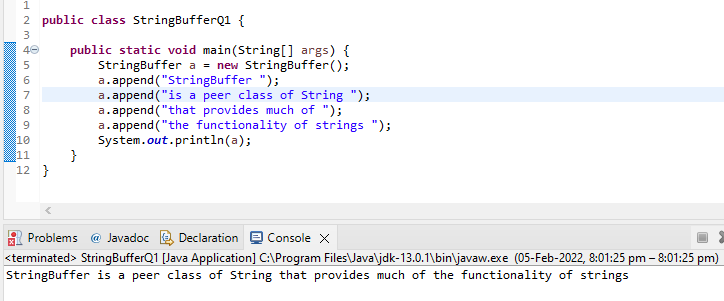 1
2 public class StringBufferQ1 {
3
4 public static void main(String[] args) {
5 StringBuffer a = new StringBuffer();
6 a.append("StringBuffer ");
7 a.append("is a peer class of String ");
8 a.append("that provides much of ");
9 a.append("the functionality of strings ");
10 System.out.println(a);
11 }
12 }
Problems @ Javadoc Declaration Console
<terminated> StringBufferQ1 [Java Application] C:\Program Files\Java\jdk-13.0.1\bin\javaw.exe (05-Feb-2022, 8:01:25 pm – 8:01:25 pm)
StringBuffer is a peer class of String that provides much of the functionality of strings